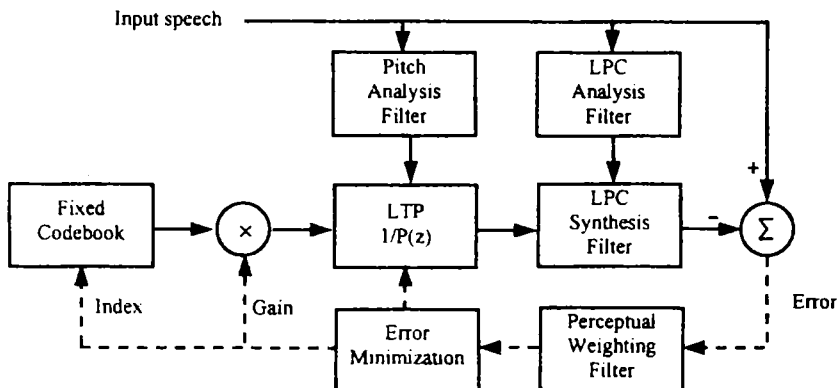 Input speech
Pitch
Analysis
Filter
LPC
Analysis
Filter
+
Fixed
Codebook
×
LTP
1/P(z)
LPC
Synthesis
Filter
-
Σ
Index
Gain
Error
Minimization
Perceptual
Weighting
Filter
Error